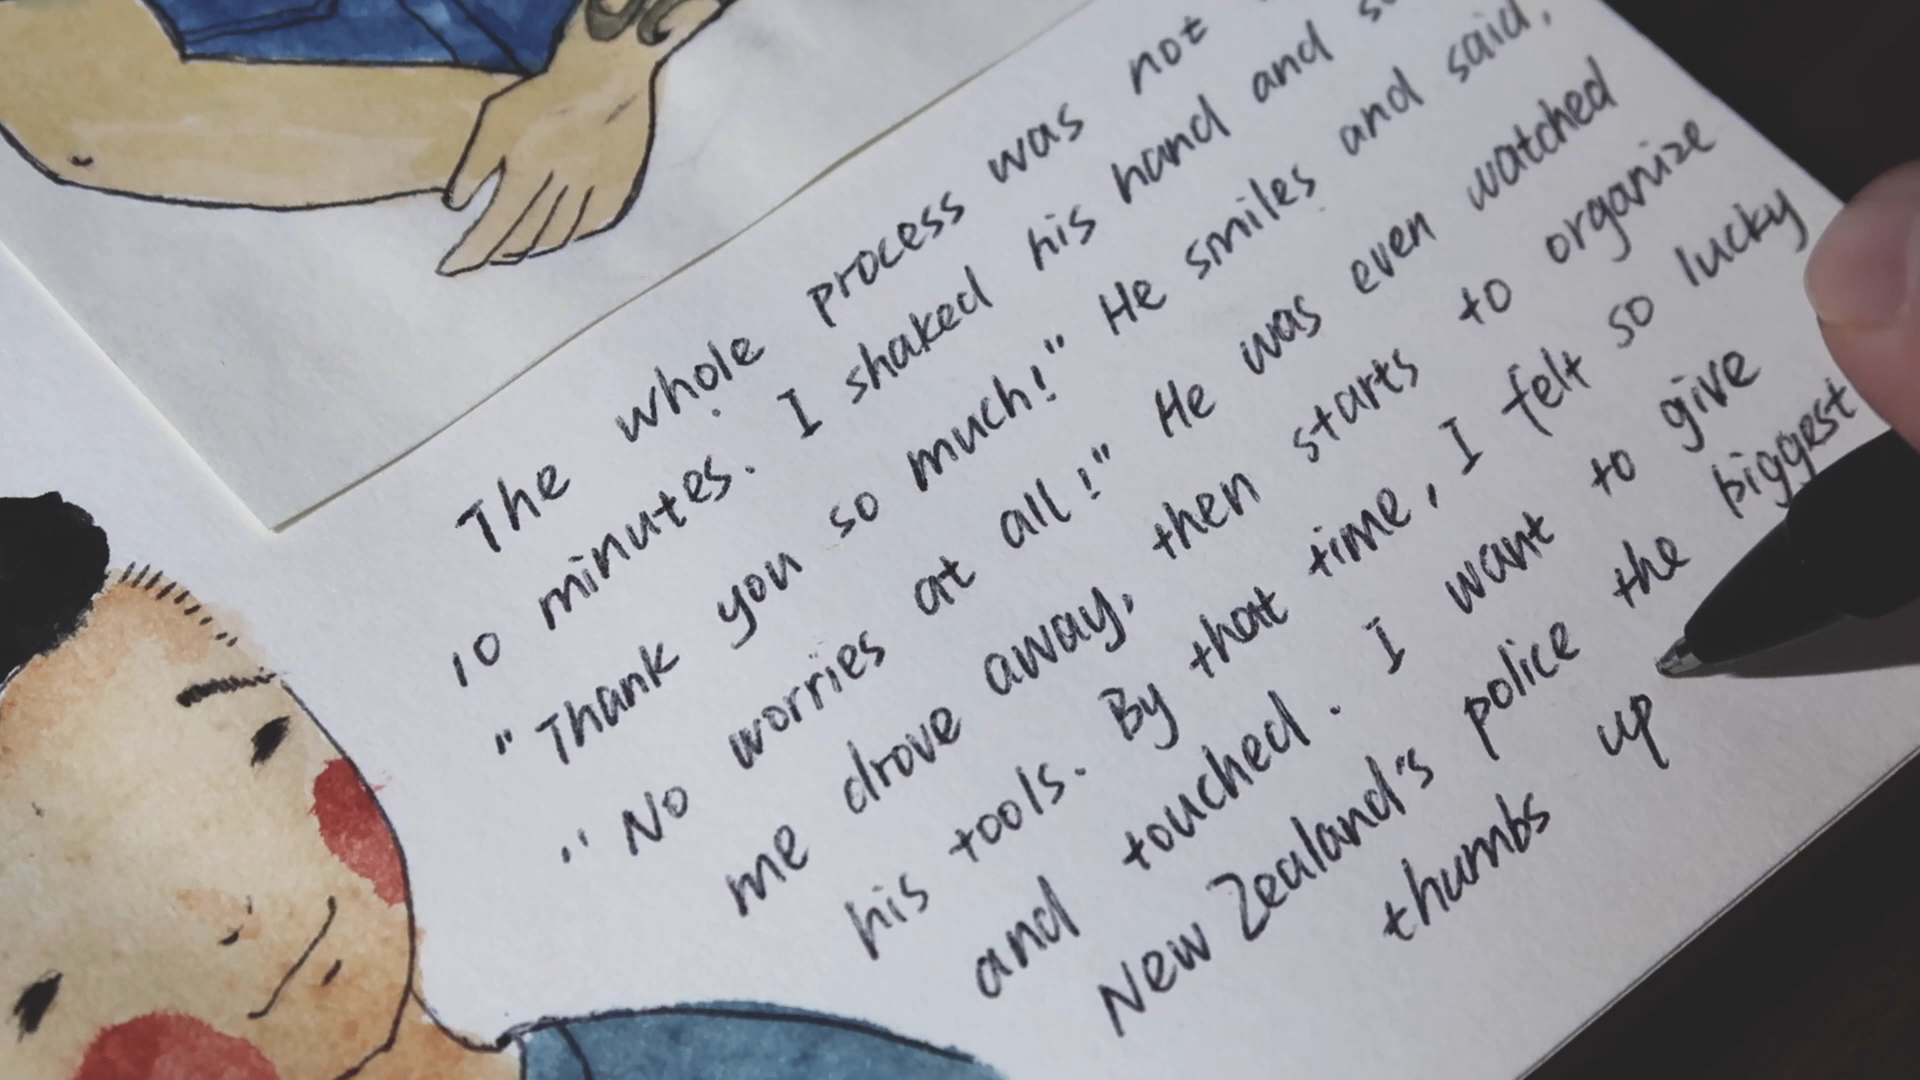 The whole process was not
10 minutes. I shaked his hand and
"Thank you so much!" He smiles and said,
"No worries at all!" He was even watched
me drove away, then starts to organize
his tools. By that time, I felt so lucky
and touched. I want to give
New Zealand's police the biggest
thumbs up